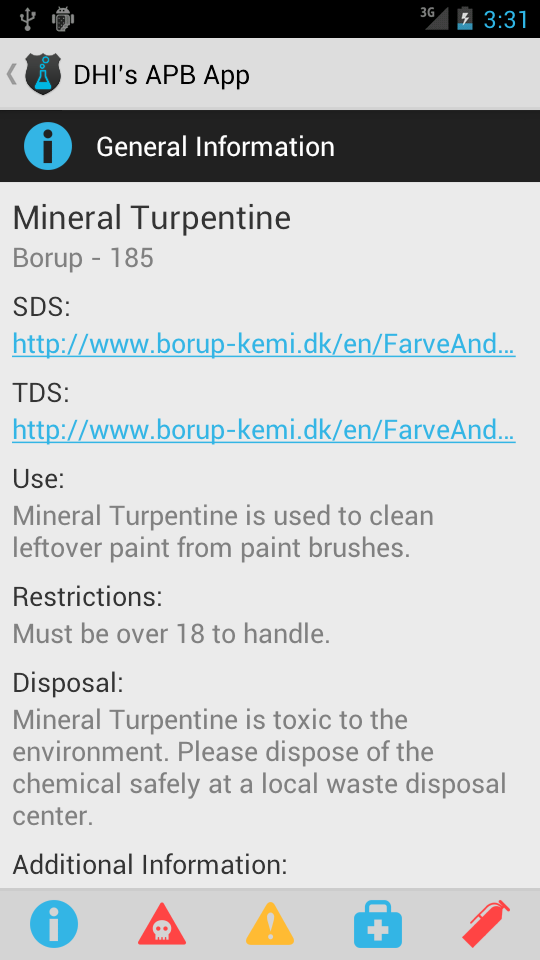 3G
3:31
DHI's APB App
General Information
Mineral Turpentine
Borup - 185
SDS:
http://www.borup-kemi.dk/en/FarveAnd...
TDS:
http://www.borup-kemi.dk/en/FarveAnd...
Use:
Mineral Turpentine is used to clean
leftover paint from paint brushes.
Restrictions:
Must be over 18 to handle.
Disposal:
Mineral Turpentine is toxic to the
environment. Please dispose of the
chemical safely at a local waste disposal
center.
Additional Information: